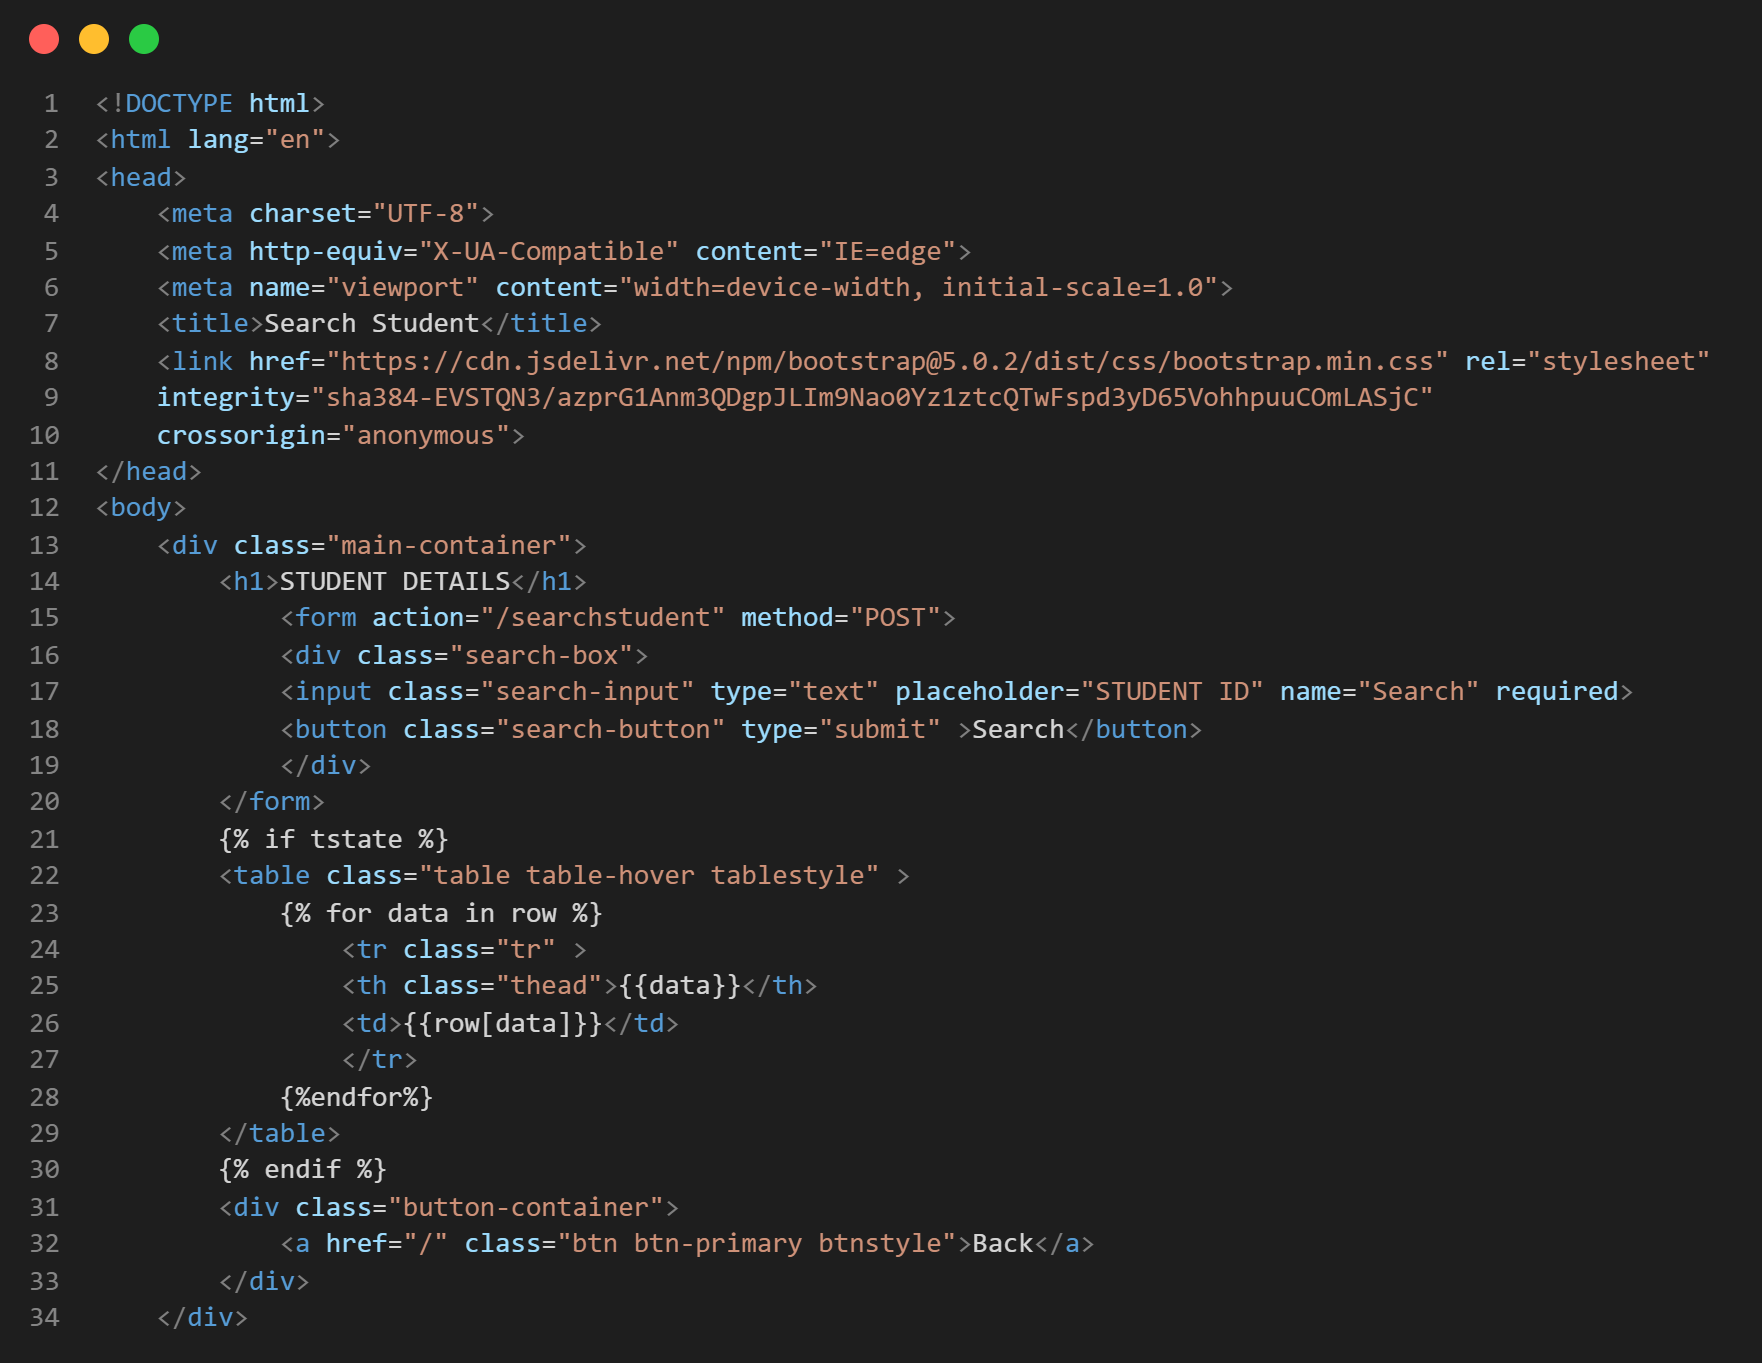 1 <!DOCTYPE html>
2 <html lang="en">
3 <head>
4     <meta charset="UTF-8">
5     <meta http-equiv="X-UA-Compatible" content="IE=edge">
6     <meta name="viewport" content="width=device-width, initial-scale=1.0">
7     <title>Search Student</title>
8     <link href="https://cdn.jsdelivr.net/npm/bootstrap@5.0.2/dist/css/bootstrap.min.css" rel="stylesheet"
9     integrity="sha384-EVSTQN3/azprG1Anm3QDgpJLIm9Nao0Yz1ztcQTwFspd3yD65VohhpuuCOmLASjC"
10     crossorigin="anonymous">
11 </head>
12 <body>
13     <div class="main-container">
14         <h1>STUDENT DETAILS</h1>
15             <form action="/searchstudent" method="POST">
16             <div class="search-box">
17             <input class="search-input" type="text" placeholder="STUDENT ID" name="Search" required>
18             <button class="search-button" type="submit" >Search</button>
19             </div>
20         </form>
21         {% if tstate %}
22         <table class="table table-hover tablestyle" >
23             {% for data in row %}
24                 <tr class="tr" >
25                 <th class="thead">{{data}}</th>
26                 <td>{{row[data]}}</td>
27                 </tr>
28             {%endfor%}
29         </table>
30         {% endif %}
31         <div class="button-container">
32             <a href="/" class="btn btn-primary btnstyle">Back</a>
33         </div>
34     </div>